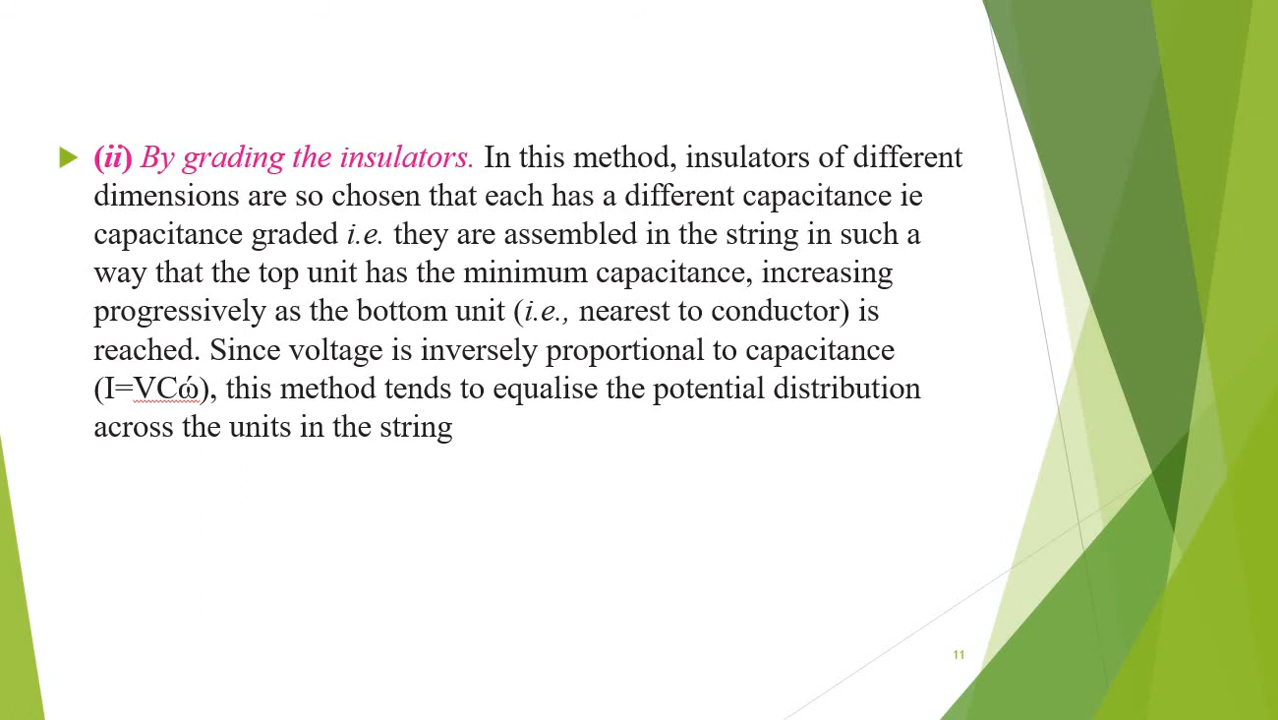 (ii) By grading the insulators. In this method, insulators of different
dimensions are so chosen that each has a different capacitance ie
capacitance graded i.e. they are assembled in the string in such a
way that the top unit has the minimum capacitance, increasing
progressively as the bottom unit (i.e., nearest to conductor) is
reached. Since voltage is inversely proportional to capacitance
(I=VCώ), this method tends to equalise the potential distribution
across the units in the string
11